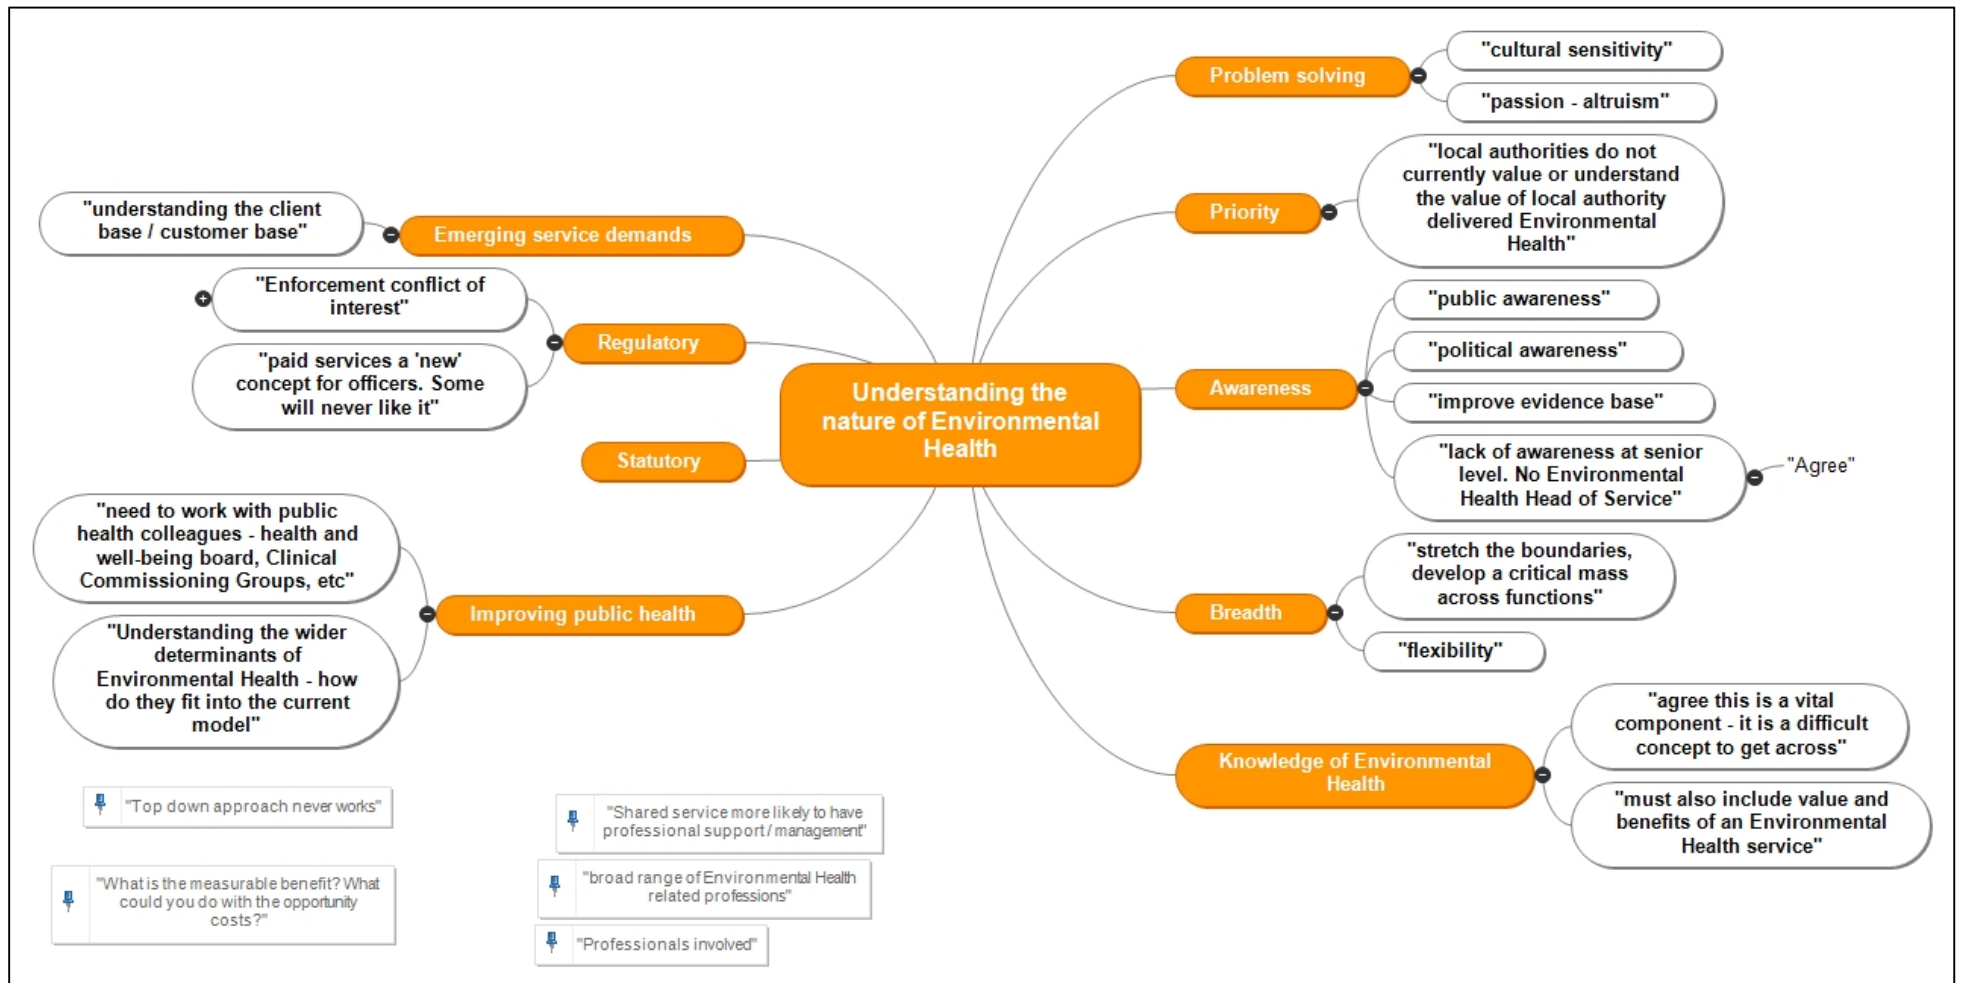 Understanding the
nature of Environmental
Health
Problem solving
"cultural sensitivity"
"passion - altruism"
Priority
"local authorities do not
currently value or understand
the value of local authority
delivered Environmental
Health"
Awareness
"public awareness"
"political awareness"
"improve evidence base"
"lack of awareness at senior
level. No Environmental
Health Head of Service"
"Agree"
Breadth
"stretch the boundaries,
develop a critical mass
across functions"
"flexibility"
Knowledge of Environmental
Health
"agree this is a vital
component - it is a difficult
concept to get across"
"must also include value and
benefits of an Environmental
Health service"
Emerging service demands
"understanding the client
base / customer base"
Regulatory
"Enforcement conflict of
interest"
"paid services a 'new'
concept for officers. Some
will never like it"
Statutory
Improving public health
"need to work with public
health colleagues - health and
well-being board, Clinical
Commissioning Groups, etc"
"Understanding the wider
determinants of
Environmental Health - how
do they fit into the current
model"
"Top down approach never works"
"What is the measurable benefit? What
could you do with the opportunity
costs?"
"Shared service more likely to have
professional support / management"
"broad range of Environmental Health
related professions"
"Professionals involved"